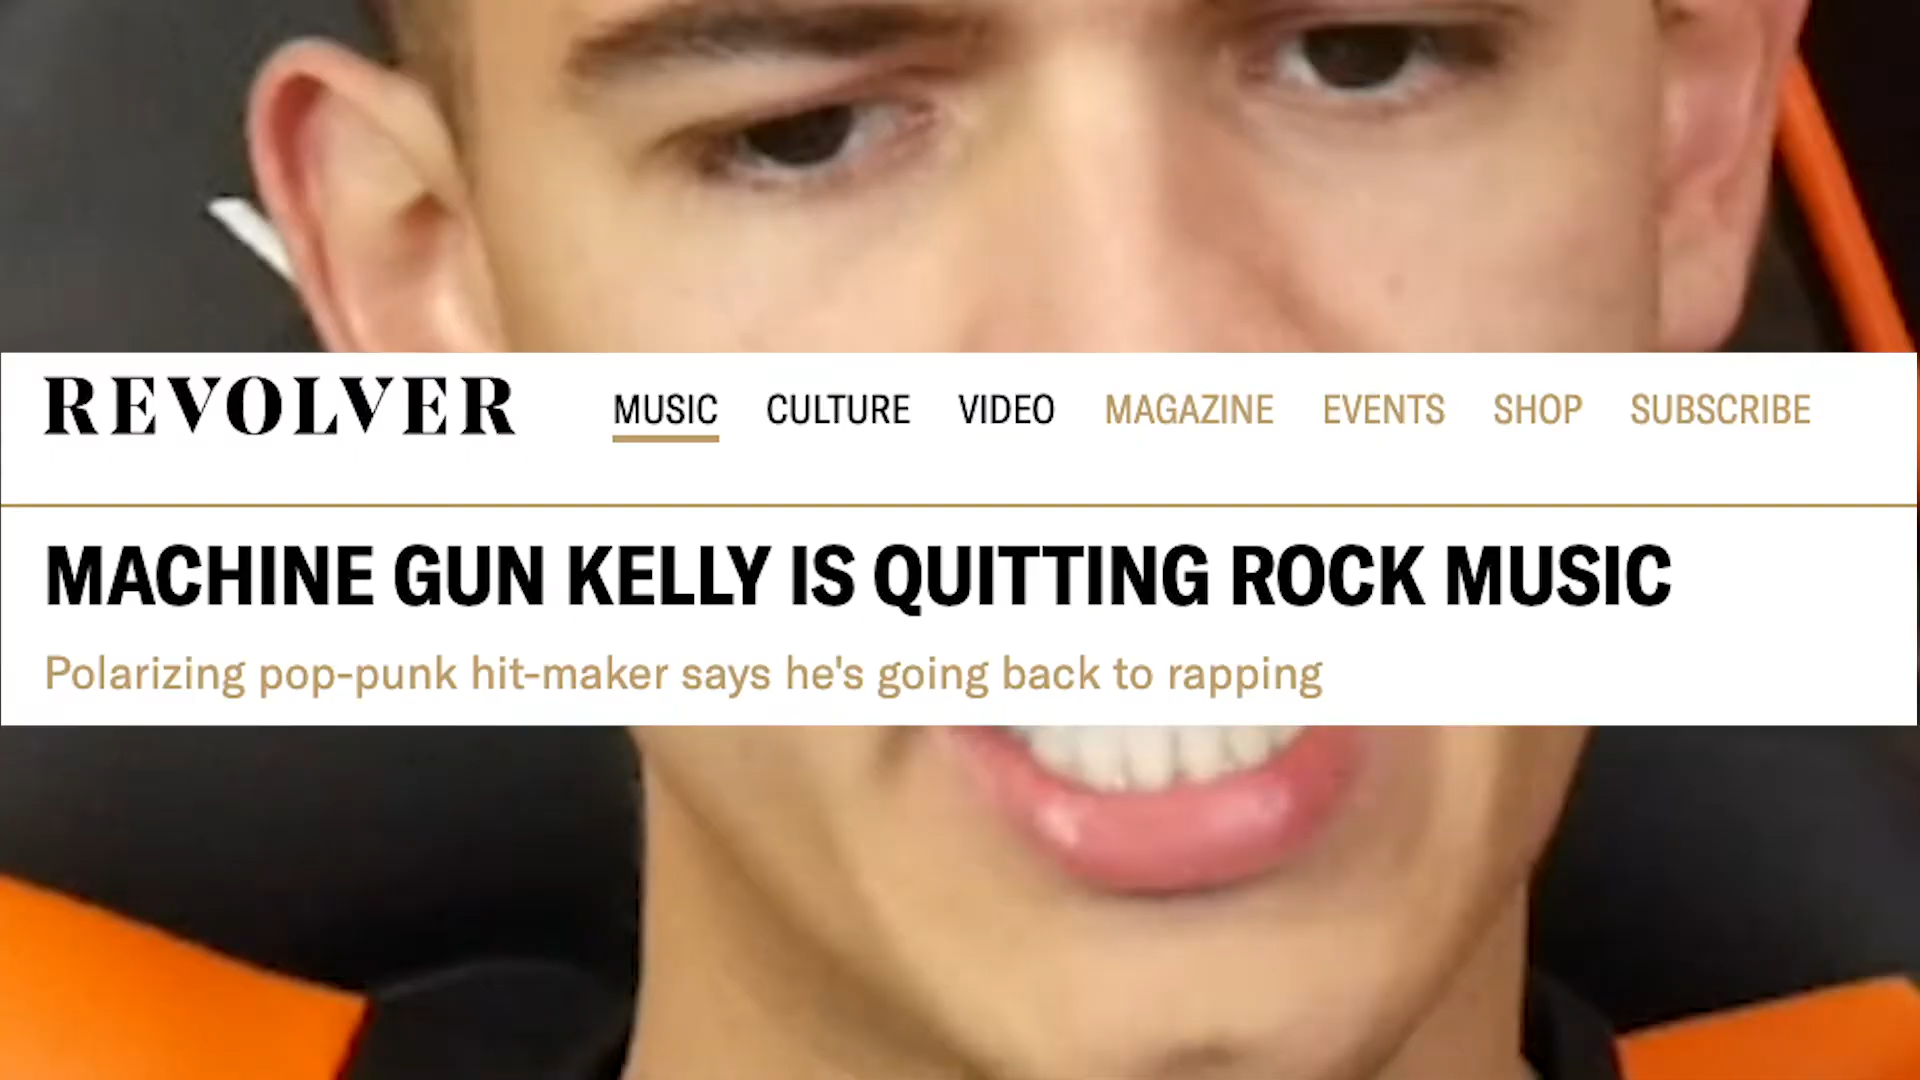 REVOLVER MUSIC CULTURE VIDEO MAGAZINE EVENTS SHOP SUBSCRIBE
MACHINE GUN KELLY IS QUITTING ROCK MUSIC
Polarizing pop-punk hit-maker says he's going back to rapping